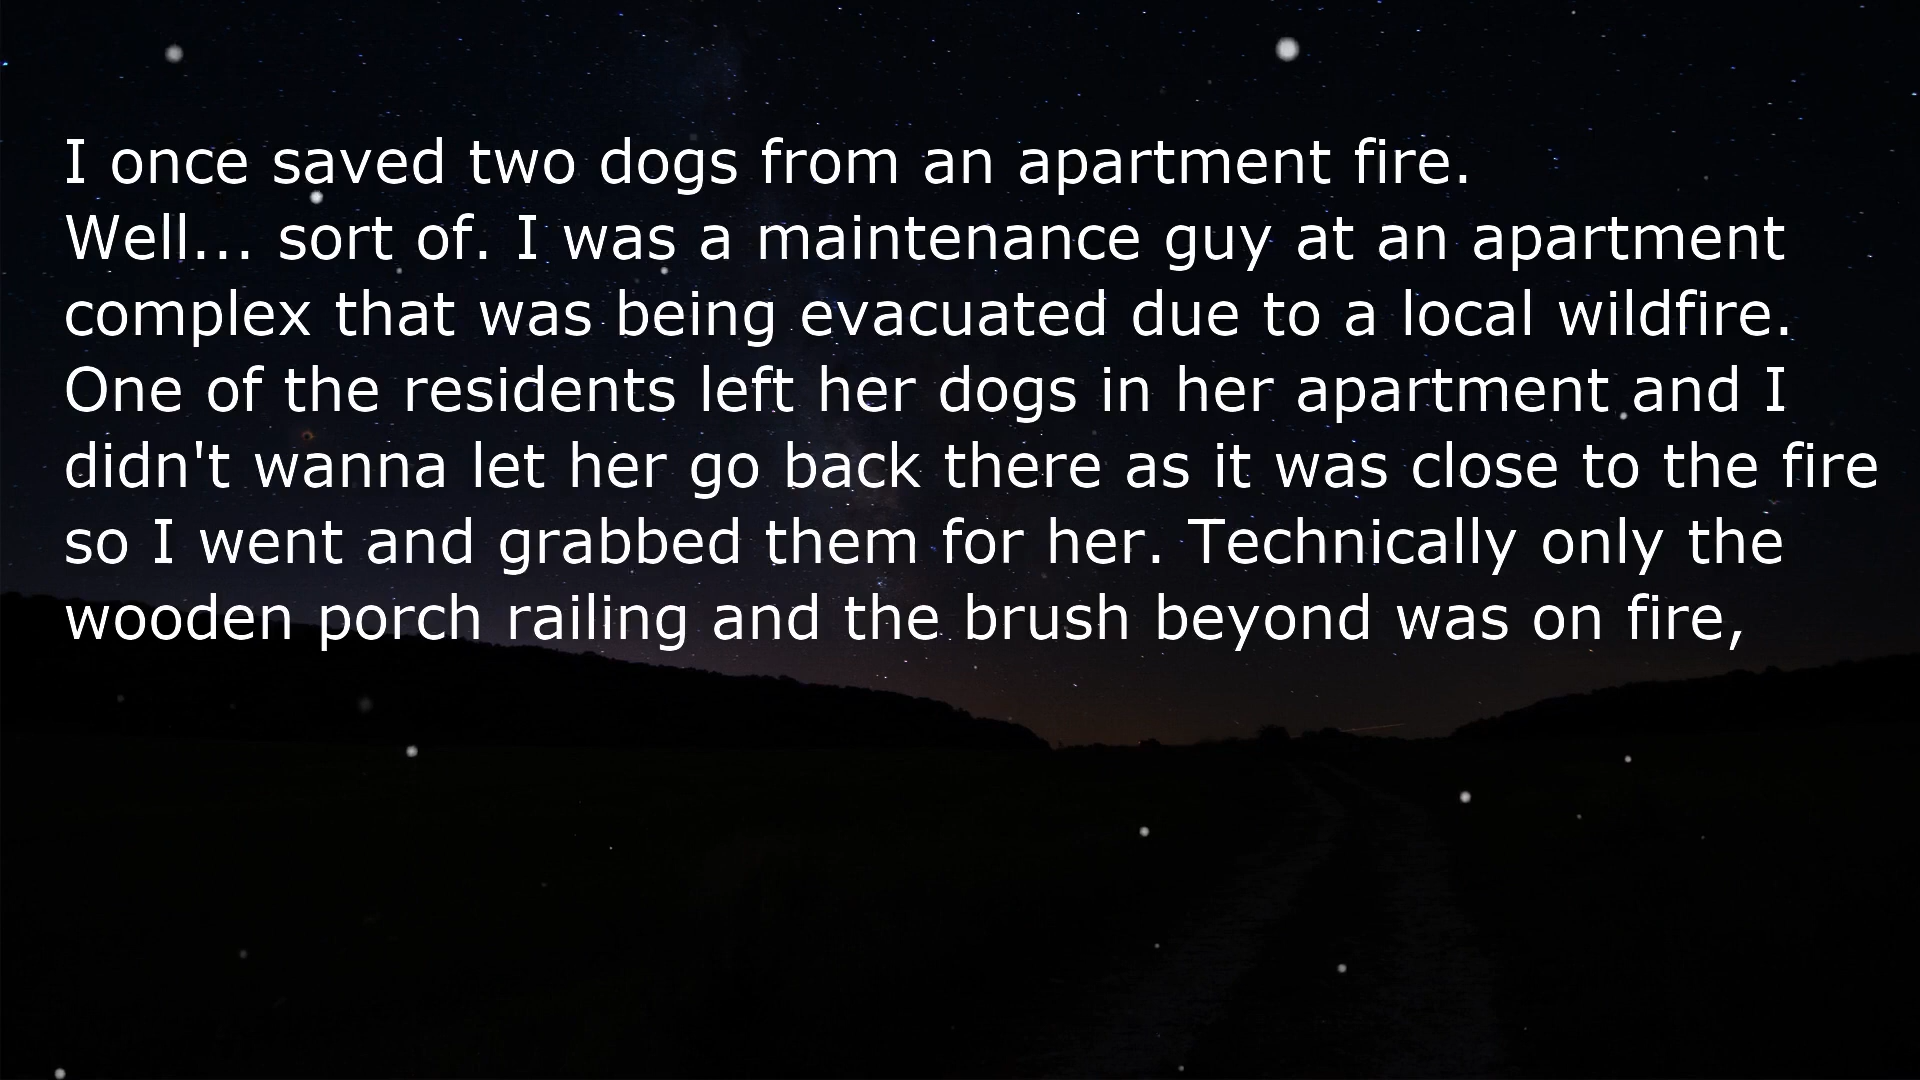 I once saved two dogs from an apartment fire.
Well... sort of. I was a maintenance guy at an apartment
complex that was being evacuated due to a local wildfire.
One of the residents left her dogs in her apartment and I
didn't wanna let her go back there as it was close to the fire
so I went and grabbed them for her. Technically only the
wooden porch railing and the brush beyond was on fire,